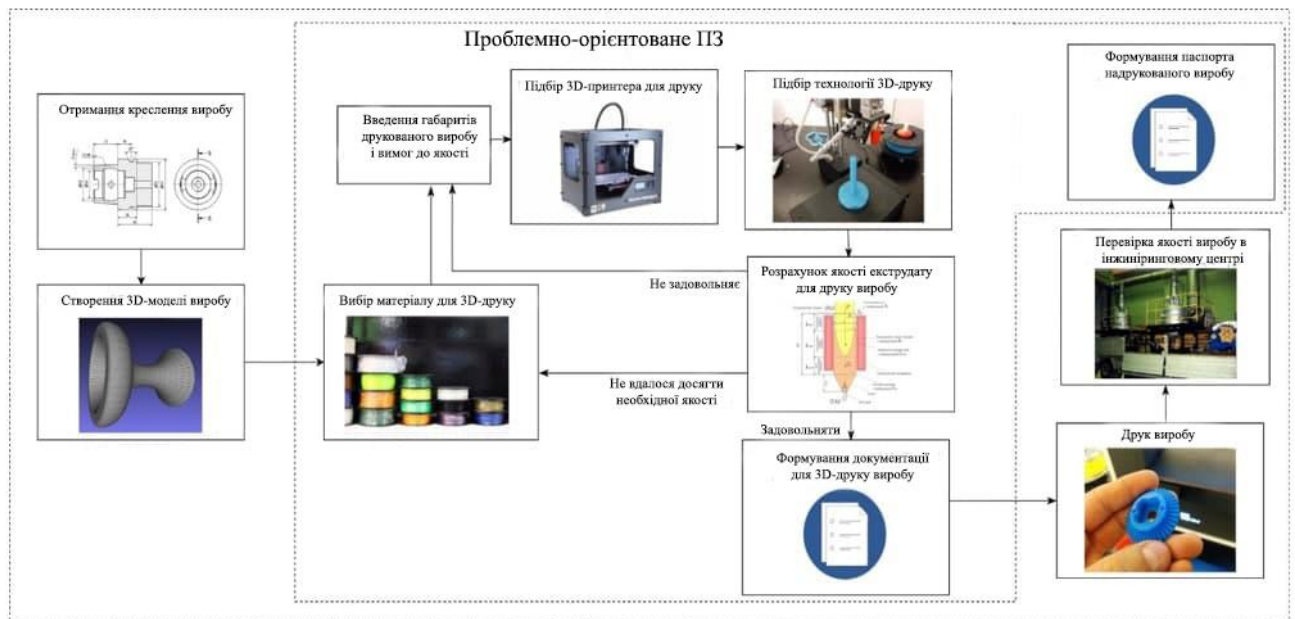 Проблемно-орієнтоване ПЗ
Отримання креслення виробу
Створення 3D-моделі виробу
Вибір матеріалу для 3D-друку
Введення габаритів
друкованого виробу
і вимог до якості
Підбір 3D-принтера для друку
Підбір технології 3D-друку
Розрахунок якості екструдату
для друку виробу
Не задовольняє
Не вдалося досягти
необхідної якості
Задовольняти
Формування документації
для 3D-друку виробу
Друк виробу
Перевірка якості виробу в
інжиніринговому центрі
Формування паспорта
надрукованого виробу